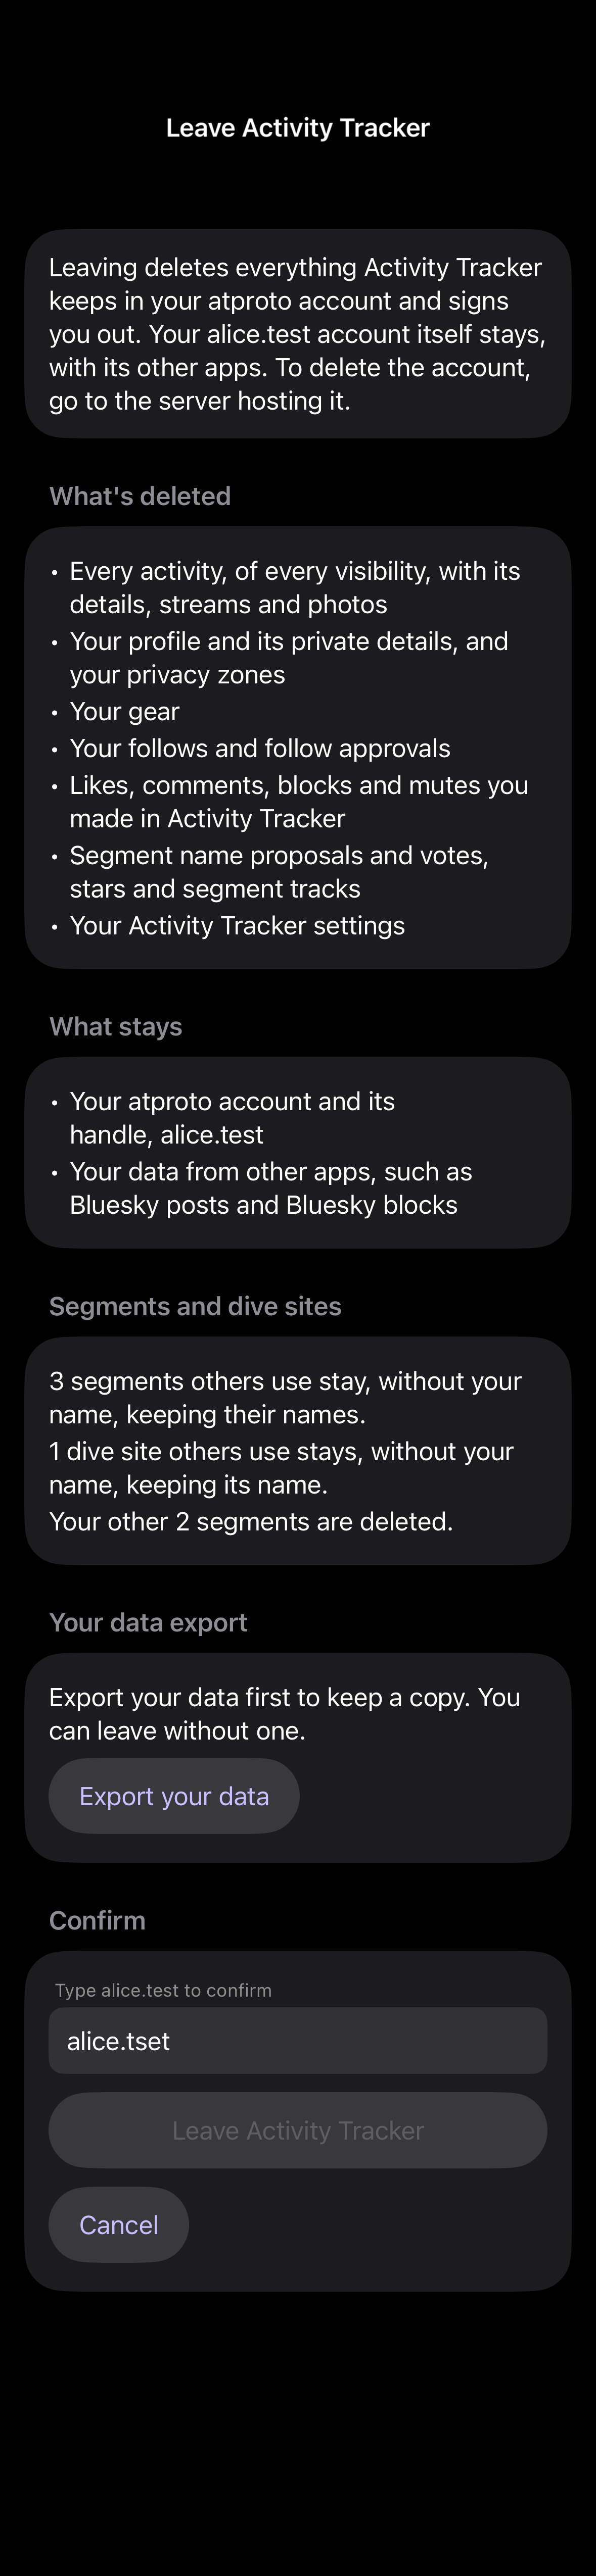 Leave Activity Tracker
Leaving deletes everything Activity Tracker
keeps in your atproto account and signs
you out. Your alice.test account itself stays,
with its other apps. To delete the account,
go to the server hosting it.
What's deleted
• Every activity, of every visibility, with its
details, streams and photos
• Your profile and its private details, and
your privacy zones
• Your gear
• Your follows and follow approvals
• Likes, comments, blocks and mutes you
made in Activity Tracker
• Segment name proposals and votes,
stars and segment tracks
• Your Activity Tracker settings
What stays
• Your atproto account and its
handle, alice.test
• Your data from other apps, such as
Bluesky posts and Bluesky blocks
Segments and dive sites
3 segments others use stay, without your
name, keeping their names.
1 dive site others use stays, without your
name, keeping its name.
Your other 2 segments are deleted.
Your data export
Export your data first to keep a copy. You
can leave without one.
Export your data
Confirm
Type alice.test to confirm
alice.tset
Leave Activity Tracker
Cancel